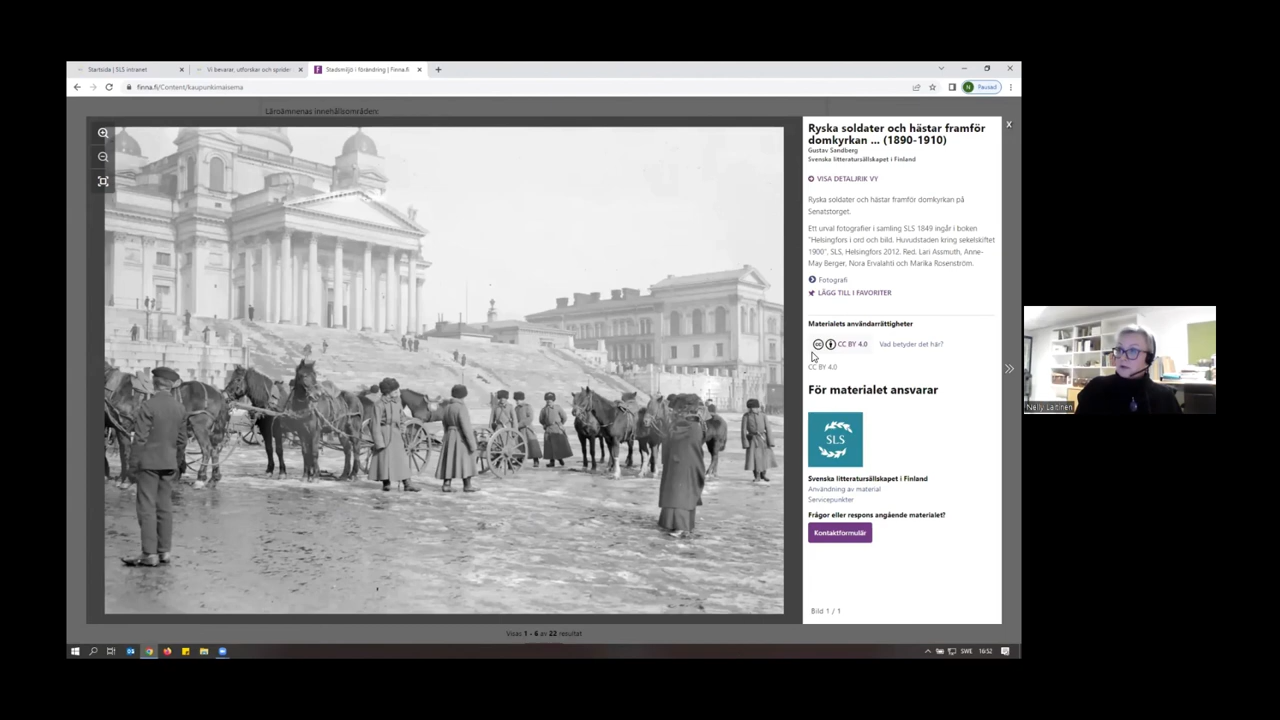 Startsida | SLS intranet
Vi bevarar, utforskar och sprider
Stadsmiljö i förändring | Finna.fi
finna.fi/Content/kaupunkimaisema
N Pausad
Läroämnenas innehållsområden:
X
Ryska soldater och hästar framför
domkyrkan ... (1890-1910)
Gustav Sandberg
Svenska litteratursällskapet i Finland
VISA DETALJRIK VY
Ryska soldater och hästar framför domkyrkan på
Senatstorget.
Ett urval fotografier i samling SLS 1849 ingår i boken
"Helsingfors i ord och bild. Huvudstaden kring sekelskiftet
1900", SLS, Helsingfors 2012, Red. Lari Assmuth, Anne-
May Berger, Nora Ervalahti och Marika Rosenström.
Fotografi
LÄGG TILL I FAVORITER
Materialets användarrättigheter
CC BY 4.0 Vad betyder det här?
CC BY 4.0
För materialet ansvarar
SLS
Svenska litteratursällskapet i Finland
Användning av material
Servicepunkter
Frågor eller respons angående materialet?
Kontaktformulär
Bild 1 / 1
Visas 1 - 6 av 22 resultat
SWE 16:52
Nelly Laitinen